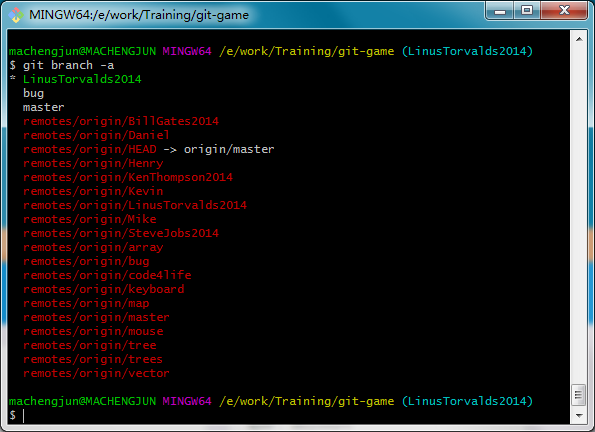 MINGW64:/e/work/Training/git-game
machengjun@MACHENGJUN MINGW64 /e/work/Training/git-game (LinusTorvalds2014)
$ git branch -a
* LinusTorvalds2014
bug
master
remotes/origin/BillGates2014
remotes/origin/Daniel
remotes/origin/HEAD -> origin/master
remotes/origin/Henry
remotes/origin/KenThompson2014
remotes/origin/Kevin
remotes/origin/LinusTorvalds2014
remotes/origin/Mike
remotes/origin/SteveJobs2014
remotes/origin/array
remotes/origin/bug
remotes/origin/code4life
remotes/origin/keyboard
remotes/origin/map
remotes/origin/master
remotes/origin/mouse
remotes/origin/tree
remotes/origin/trees
remotes/origin/vector
machengjun@MACHENGJUN MINGW64 /e/work/Training/git-game (LinusTorvalds2014)
$